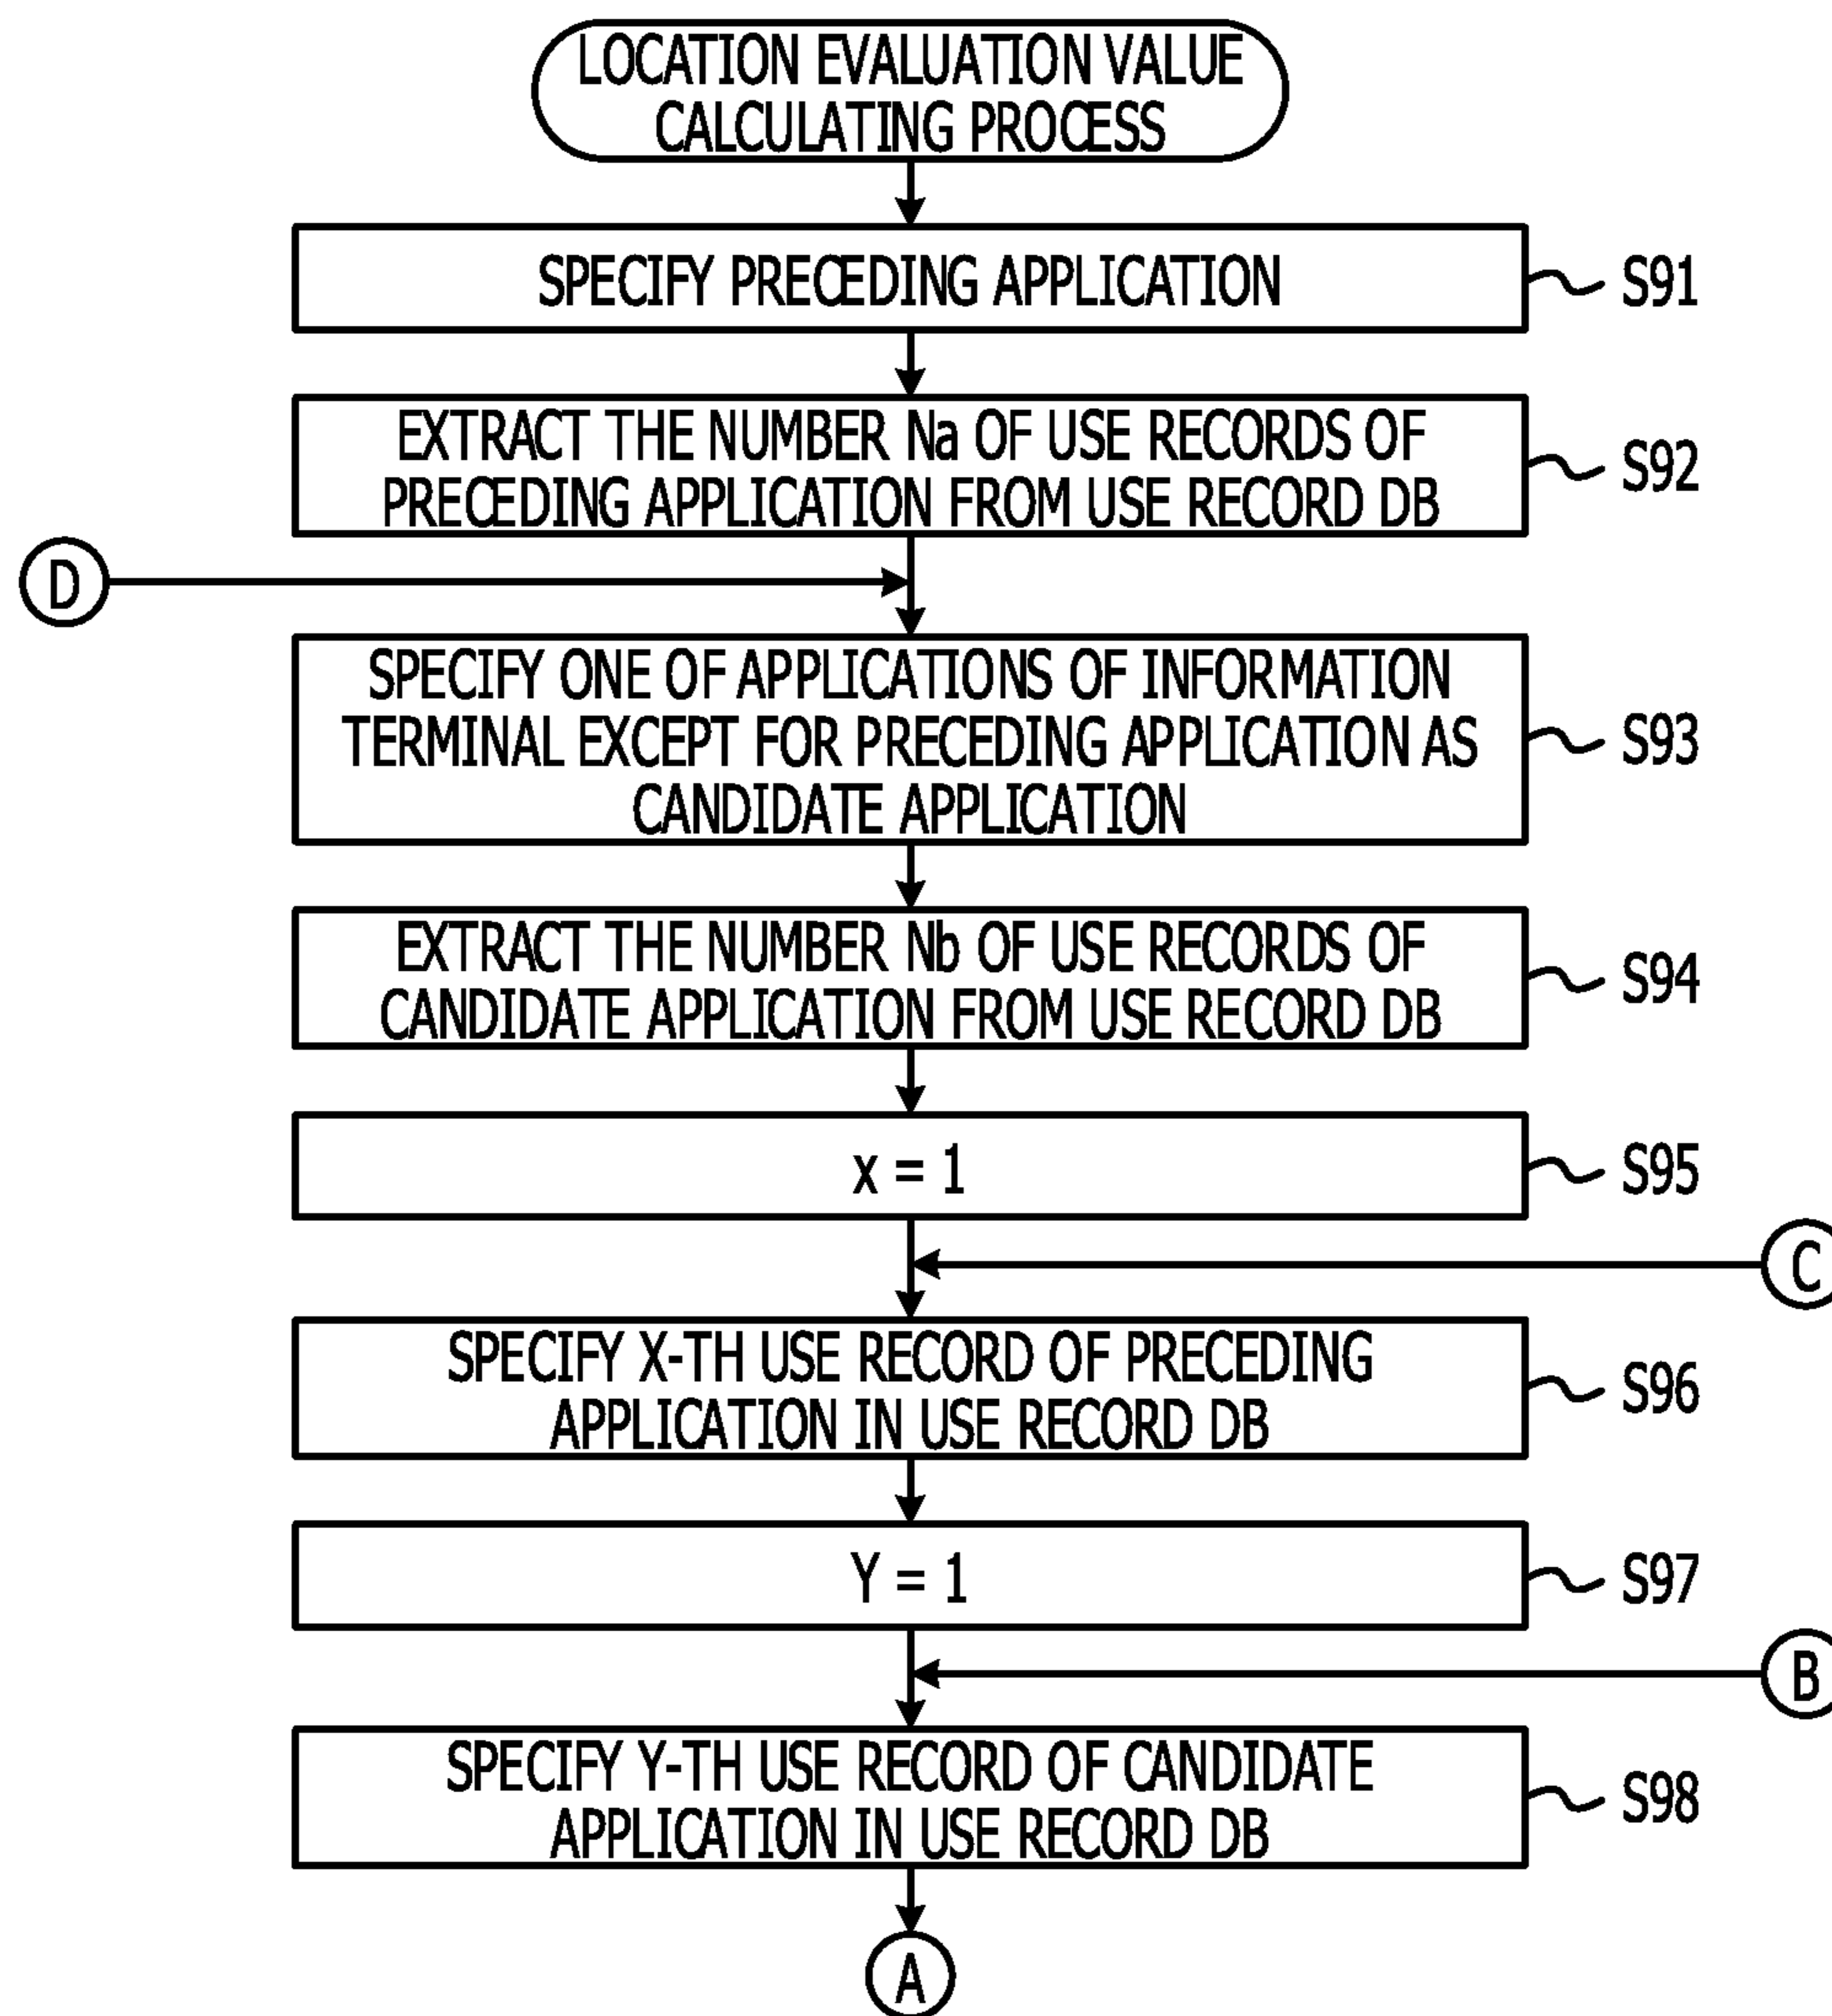 LOCATION EVALUATION VALUE
CALCULATING PROCESS
SPECIFY PRECEDING APPLICATION
S91
EXTRACT THE NUMBER Na OF USE RECORDS OF
PRECEDING APPLICATION FROM USE RECORD DB
S92
D
SPECIFY ONE OF APPLICATIONS OF INFORMATION
TERMINAL EXCEPT FOR PRECEDING APPLICATION AS
CANDIDATE APPLICATION
S93
EXTRACT THE NUMBER Nb OF USE RECORDS OF
CANDIDATE APPLICATION FROM USE RECORD DB
S94
x = 1
S95
C
SPECIFY X-TH USE RECORD OF PRECEDING
APPLICATION IN USE RECORD DB
S96
Y = 1
S97
B
SPECIFY Y-TH USE RECORD OF CANDIDATE
APPLICATION IN USE RECORD DB
S98
A